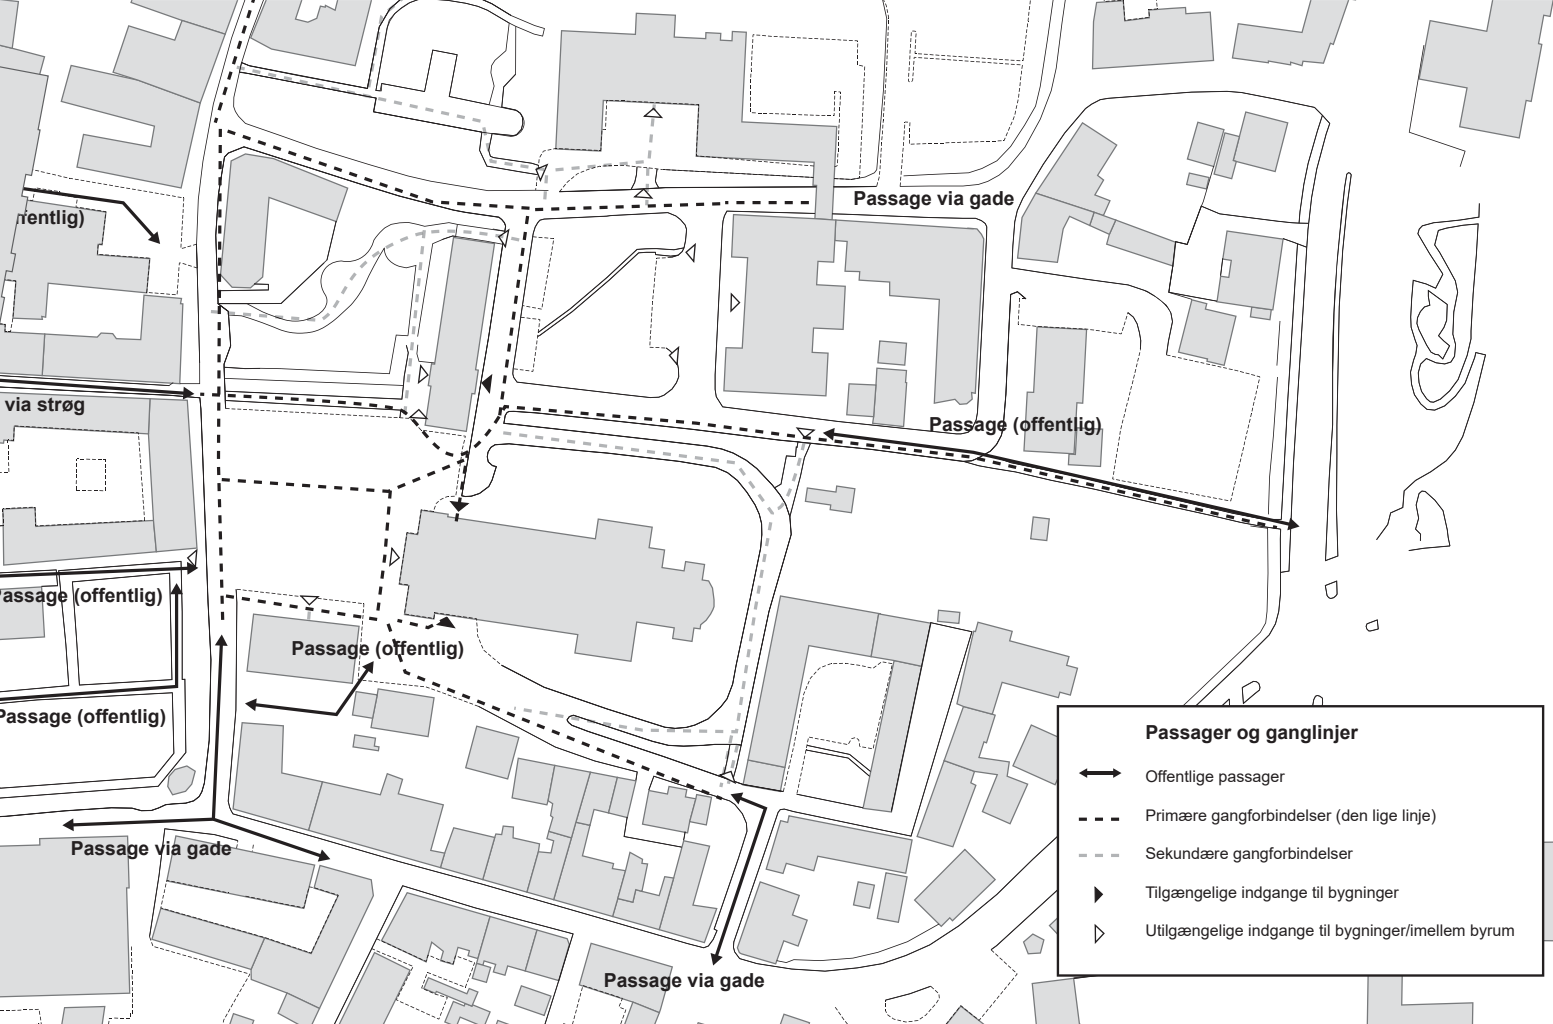 Passage via gade
via strøg
Passage (offentlig)
Passage (offentlig)
Passage (offentlig)
Passage (offentlig)
Passage via gade
Passage via gade
Passager og ganglinjer
Offentlige passager
Primære gangforbindelser (den lige linje)
Sekundære gangforbindelser
Tilgængelige indgange til bygninger
Utilgængelige indgange til bygninger/imellem byrum